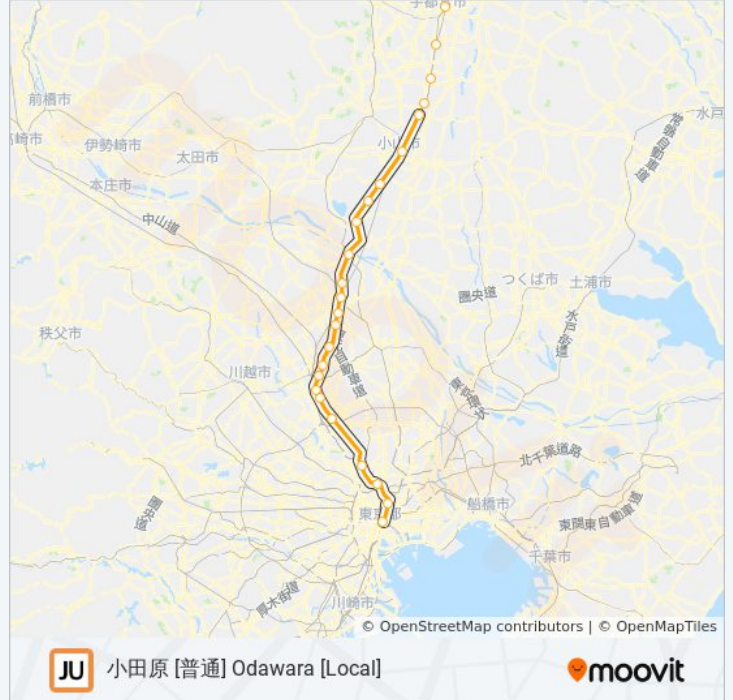 宇都宮市
前橋市
水戸
高崎市
伊勢崎市
小山市
太田市
常磐自動車道
本庄市
中山道
つくば市
土浦市
圏央道
水戸街道
秩父市
川越市
東北自動車道
東京環状
北千葉道路
圏央道
東京都
船橋市
東関東自動車道
千葉市
厚木街道
川崎市
© OpenStreetMap contributors | © OpenMapTiles
JU 小田原 [普通] Odawara [Local]
moovit